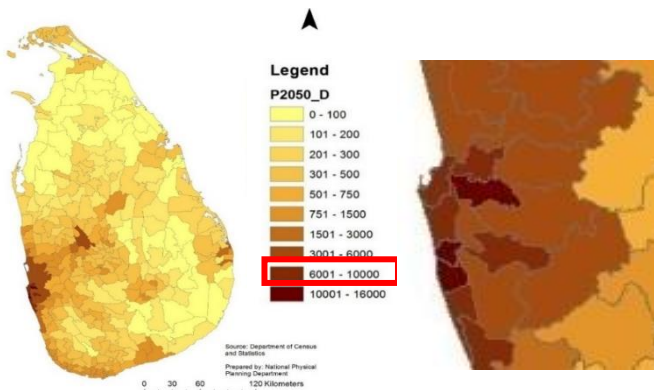 Legend
P2050_D
0 - 100
101 - 200
201 - 300
301 - 500
501 - 750
751 - 1500
1501 - 3000
3001 - 6000
6001 - 10000
10001 - 16000
Source: Department of Census
and Statistics
Prepared by: National Physical
Planning Department
0 30 60 120 Kilometers